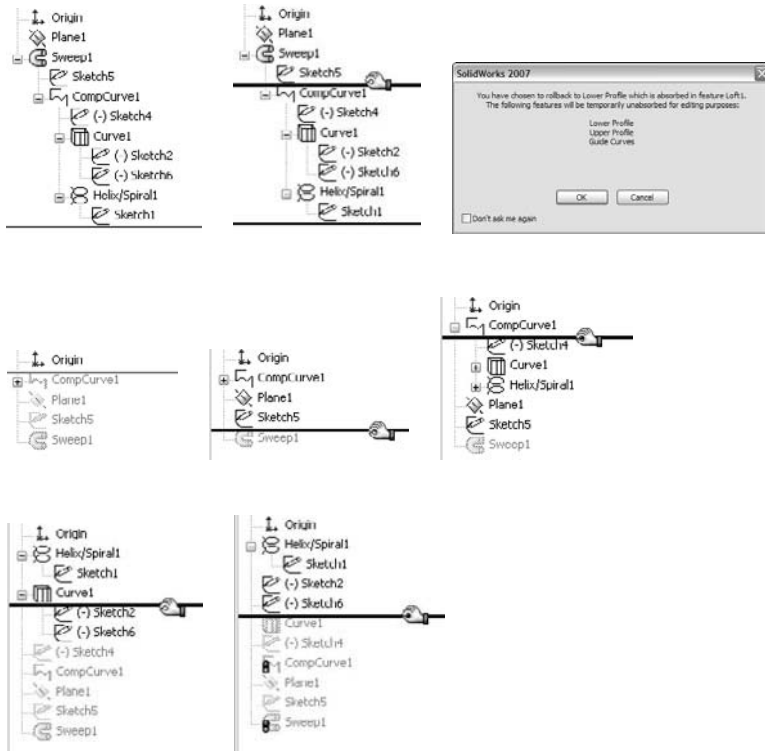 Origin
Plane1
Sweep1
Sketch5
CompCurve1
(-) Sketch4
Curve1
(-) Sketch2
(-) Sketch6
Helix/Spiral1
Sketch1
Origin
Plane1
Sweep1
Sketch5
CompCurve1
(-) Sketch4
Curve1
(-) Sketch2
(-) Sketch6
Helix/Spiral1
Sketch1
SolidWorks 2007
You have chosen to rollback to Lower Profile which is absorbed in feature Loft1.
The following features will be temporarily unabsorbed for editing purposes:
Lower Profile
Upper Profile
Guide Curves
OK
Cancel
Don't ask me again
Origin
CompCurve1
Plane1
Sketch5
Sweep1
Origin
CompCurve1
Plane1
Sketch5
Sweep1
Origin
CompCurve1
(-) Sketch4
Curve1
Helix/Spiral1
Plane1
Sketch5
Sweep1
Origin
Helix/Spiral1
Sketch1
Curve1
(-) Sketch2
(-) Sketch6
(-) Sketch4
CompCurve1
Plane1
Sketch5
Sweep1
Origin
Helix/Spiral1
Sketch1
(-) Sketch2
(-) Sketch6
Curve1
(-) Sketch4
CompCurve1
Plane1
Sketch5
Sweep1